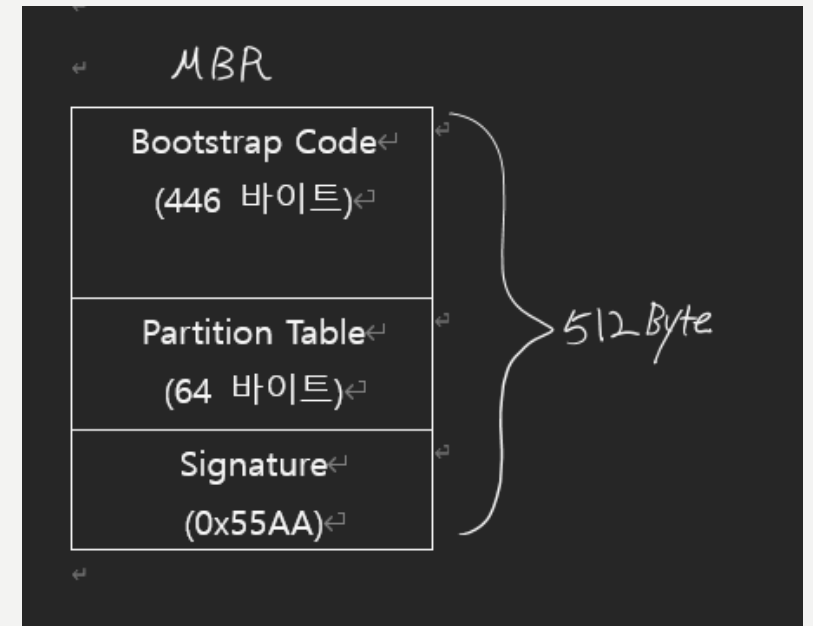 MBR
Bootstrap Code
(446 바이트)
Partition Table
(64 바이트)
Signature
(0x55AA)
512 Byte